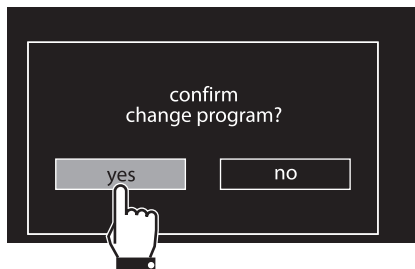 confirm
change program?
yes no